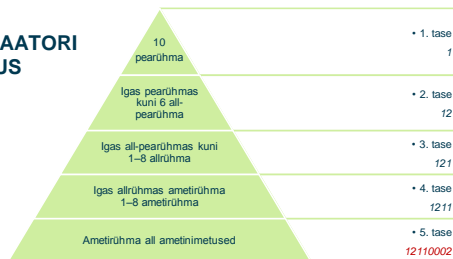 AATORI
US
10
pearühma
• 1. tase
1
Igas pearühmas
kuni 6 all-
pearühma
• 2. tase
12
Igas all-pearühmas kuni
1–8 allrühma
• 3. tase
121
Igas allrühmas ametirühma
1–8 ametirühma
• 4. tase
1211
Ametirühma all ametinimetused
• 5. tase
12110002